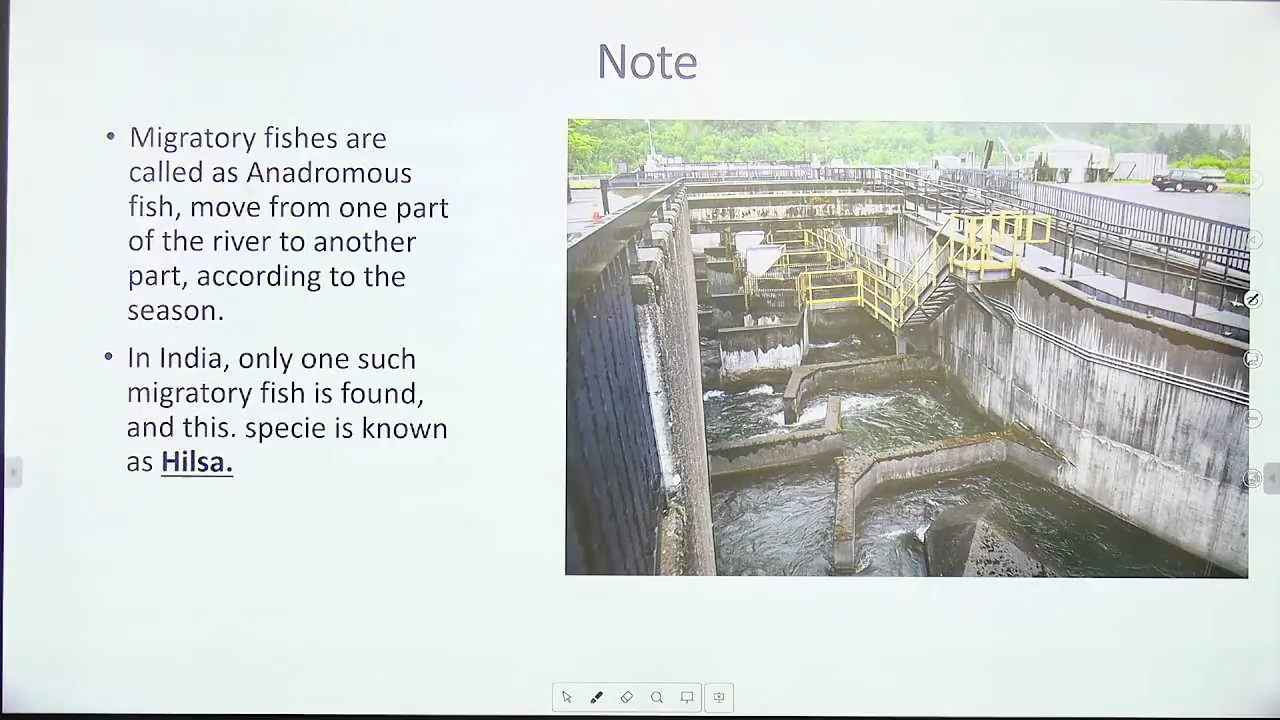 Note
• Migratory fishes are
called as Anadromous
fish, move from one part
of the river to another
part, according to the
season.
• In India, only one such
migratory fish is found,
and this. specie is known
as Hilsa.